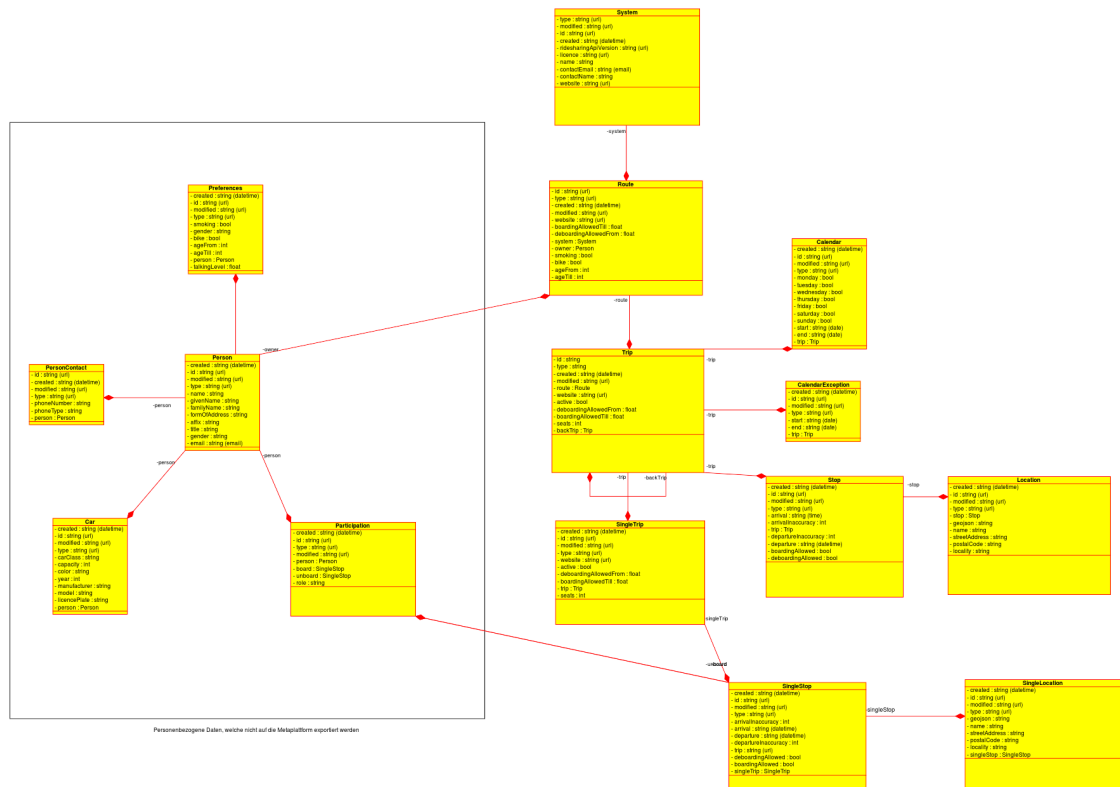 System
- type : string (url)
- modified : string (url)
- id : string (url)
- created : string (datetime)
- ridesharingApiVersion : string (url)
- licence : string (url)
- name : string
- contactEmail : string (email)
- contactName : string
- website : string (url)
-system
Route
- id : string (url)
- type : string (url)
- created : string (datetime)
- modified : string (url)
- website : string (url)
- boardingAllowedTill : float
- deboardingAllowedFrom : float
- system : System
- owner : Person
- smoking : bool
- bike : bool
- ageFrom : int
- ageTill : int
-route
-owner
Preferences
- created : string (datetime)
- id : string (url)
- modified : string (url)
- type : string (url)
- smoking : bool
- gender : string
- bike : bool
- ageFrom : int
- ageTill : int
- person : Person
- talkingLevel : float
Calendar
- created : string (datetime)
- id : string (url)
- modified : string (url)
- type : string (url)
- monday : bool
- tuesday : bool
- wednesday : bool
- thursday : bool
- friday : bool
- saturday : bool
- sunday : bool
- start : string (date)
- end : string (date)
- trip : Trip
Person
- created : string (datetime)
- id : string (url)
- modified : string (url)
- type : string (url)
- name : string
- givenName : string
- familyName : string
- formOfAddress : string
- affix : string
- title : string
- gender : string
- email : string (email)
PersonContact
- id : string (url)
- created : string (datetime)
- modified : string (url)
- type : string (url)
- phoneNumber : string
- phoneType : string
- person : Person
-person
-person
-person
Trip
- id : string
- type : string
- created : string (datetime)
- modified : string (url)
- route : Route
- website : string (url)
- active : bool
- deboardingAllowedFrom : float
- boardingAllowedTill : float
- seats : int
- backTrip : Trip
-trip
-trip
-trip
-trip
-backTrip
CalendarException
- created : string (datetime)
- id : string (url)
- modified : string (url)
- type : string (url)
- start : string (date)
- end : string (date)
- trip : Trip
Stop
- created : string (datetime)
- id : string (url)
- modified : string (url)
- type : string (url)
- arrival : string (time)
- arrivalInaccuracy : int
- trip : Trip
- departureInaccuracy : int
- departure : string (datetime)
- boardingAllowed : bool
- deboardingAllowed : bool
-stop
Location
- created : string (datetime)
- id : string (url)
- modified : string (url)
- type : string (url)
- stop : Stop
- geojson : string
- name : string
- streetAddress : string
- postalCode : string
- locality : string
Car
- created : string (datetime)
- id : string (url)
- modified : string (url)
- type : string (url)
- carClass : string
- capacity : int
- color : string
- year : int
- manufacturer : string
- model : string
- licencePlate : string
- person : Person
Participation
- created : string (datetime)
- id : string (url)
- type : string (url)
- modified : string (url)
- person : Person
- board : SingleStop
- unboard : SingleStop
- role : string
SingleTrip
- created : string (datetime)
- id : string (url)
- modified : string (url)
- type : string (url)
- website : string (url)
- active : bool
- deboardingAllowedFrom : float
- boardingAllowedTill : float
- trip : Trip
- seats : int
singleTrip
SingleStop
- created : string (datetime)
- id : string (url)
- modified : string (url)
- type : string (url)
- arrivalInaccuracy : int
- arrival : string (datetime)
- departure : string (datetime)
- departureInaccuracy : int
- trip : string (url)
- deboardingAllowed : bool
- boardingAllowed : bool
- singleTrip : SingleTrip
-singleStop
SingleLocation
- created : string (datetime)
- id : string (url)
- modified : string (url)
- type : string (url)
- geojson : string
- name : string
- streetAddress : string
- postalCode : string
- locality : string
- singleStop : SingleStop
Personenbezogene Daten, welche nicht auf die Metaplattform exportiert werden